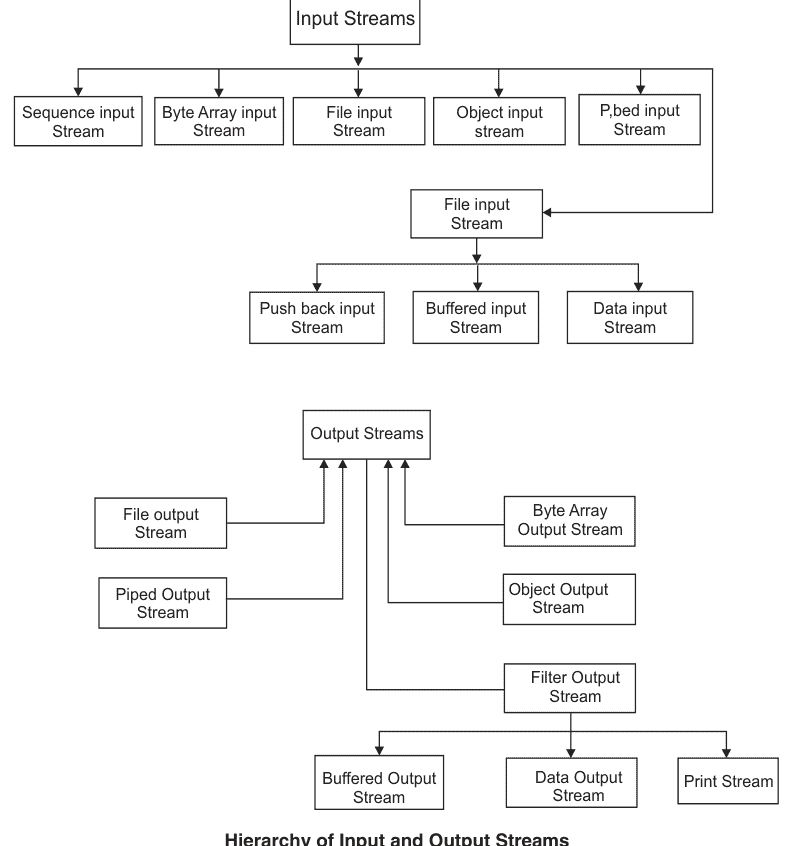 Input Streams
Sequence input
Stream
Byte Array input
Stream
File input
Stream
Object input
stream
P,bed input
Stream
File input
Stream
Push back input
Stream
Buffered input
Stream
Data input
Stream
Output Streams
File output
Stream
Byte Array
Output Stream
Piped Output
Stream
Object Output
Stream
Filter Output
Stream
Buffered Output
Stream
Data Output
Stream
Print Stream
Hierarchy of Input and Output Streams